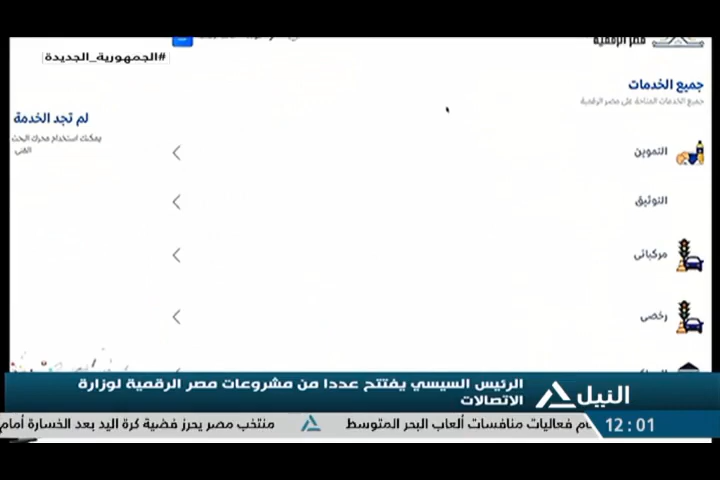 مصر الرقمية
#الجمهورية_الجديدة
جميع الخدمات
جميع الخدمات المتاحة على مصر الرقمية
لم تجد الخدمة
يمكنك استخدام محرك البحث
التموين
التوثيق
مركباتى
رخصى
الرئيس السيسي يفتتح عددا من مشروعات مصر الرقمية لوزارة
الاتصالات
النيل
فعاليات منافسات ألعاب البحر المتوسط
منتخب مصر يحرز فضية كرة اليد بعد الخسارة أمام
12:01